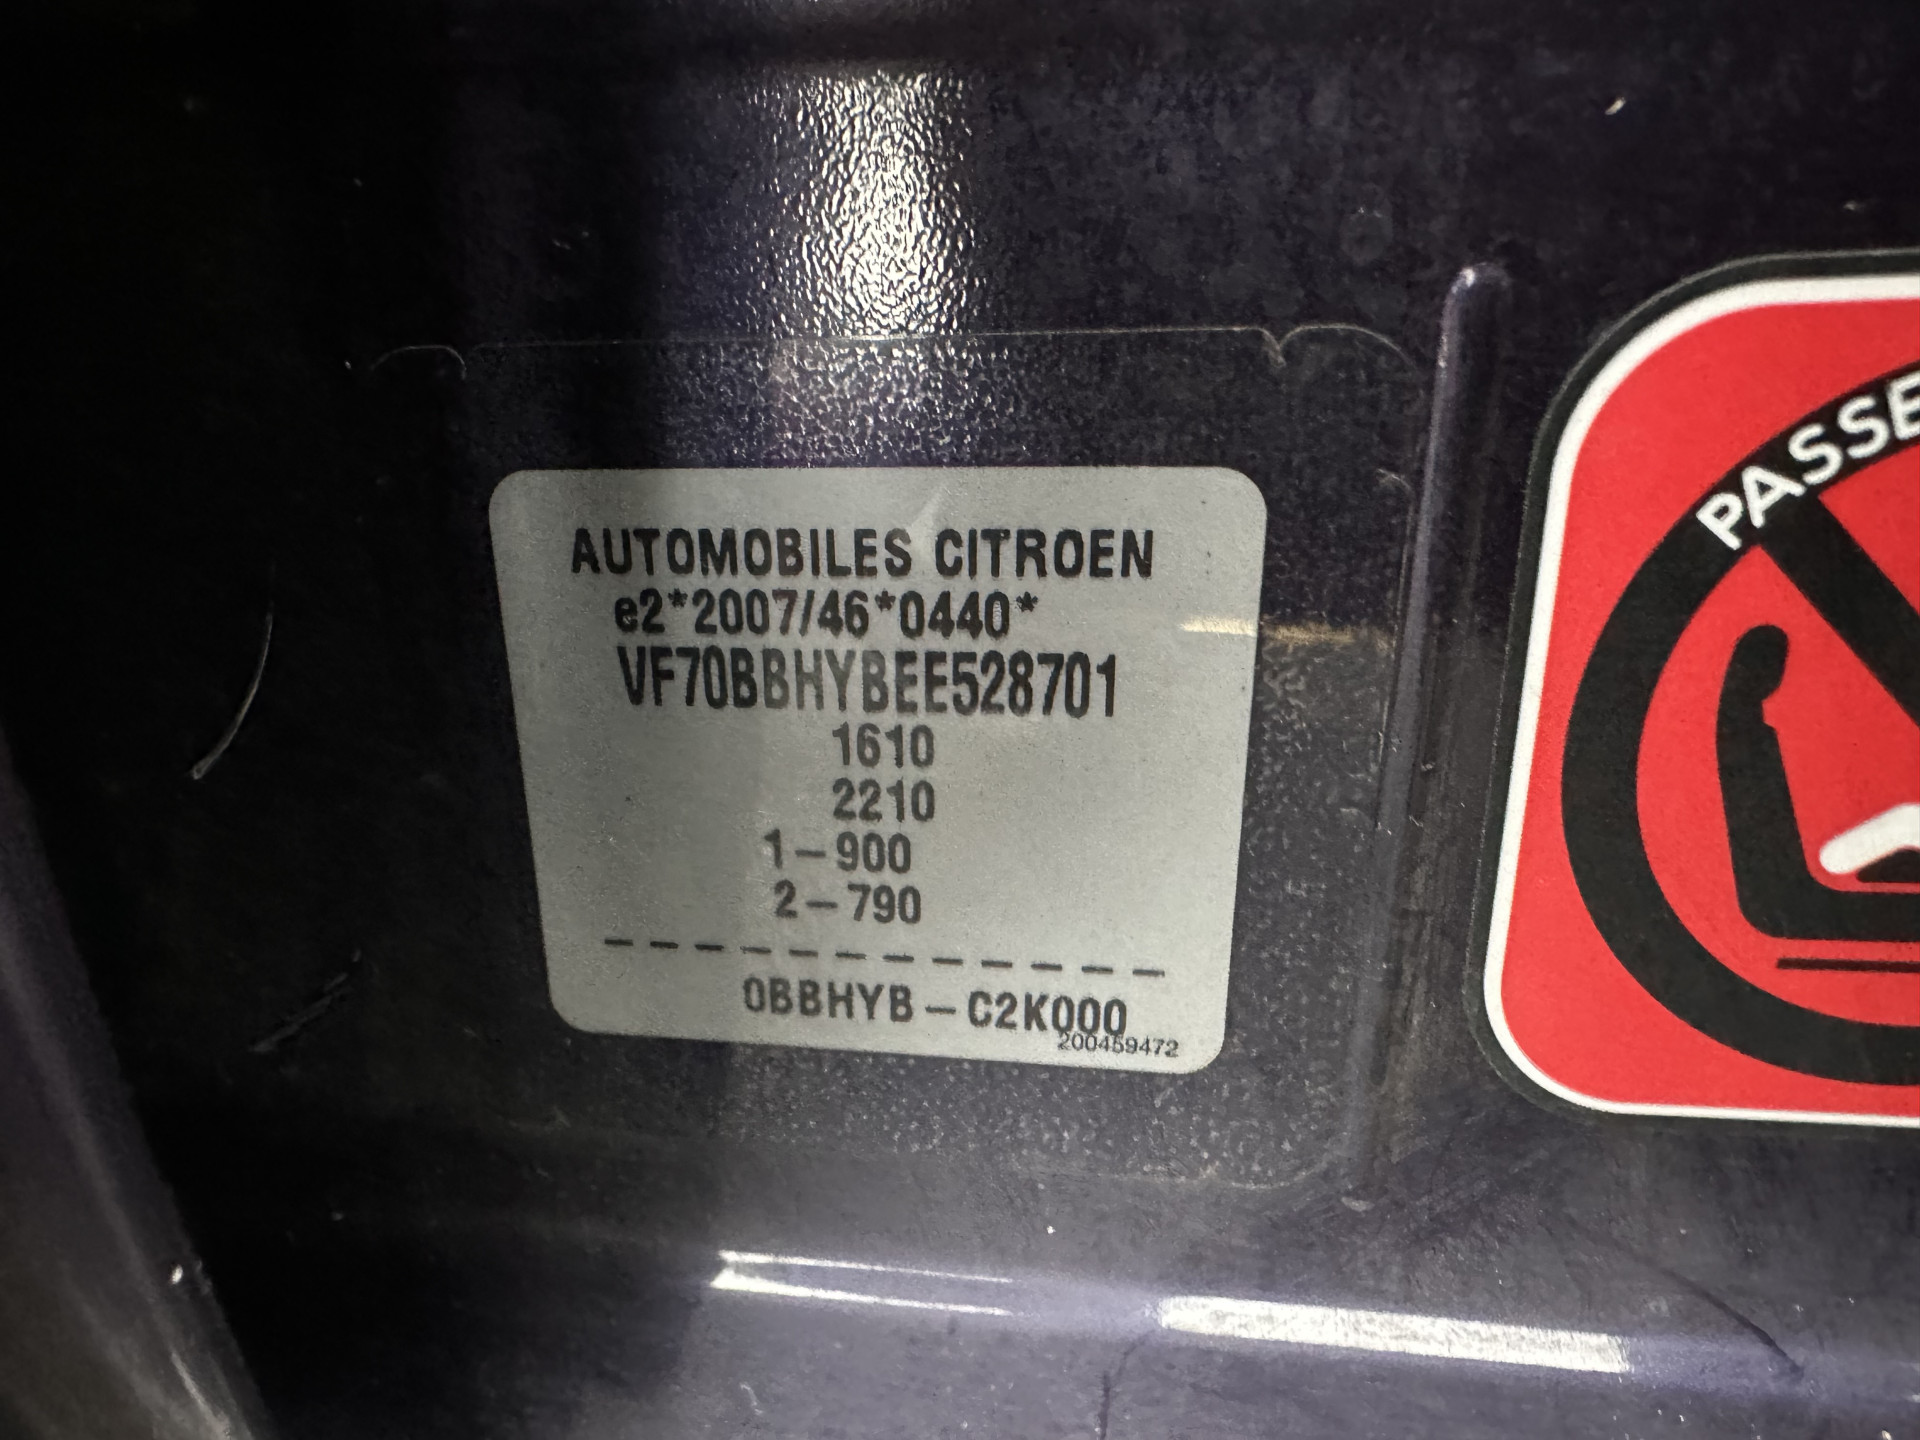 AUTOMOBILES CITROEN
e2*2007/46*0440*
VF70BBHYBEE528701
1610
2210
1-900
2-790
------------
0BBHYB-C2K000
200459472
PASSE